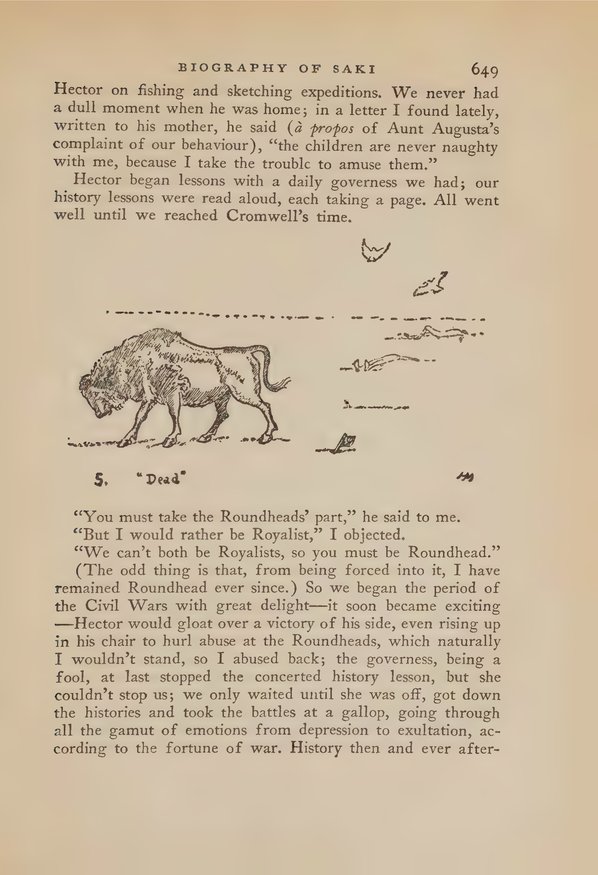 BIOGRAPHY OF SAKI 649
Hector on fishing and sketching expeditions. We never had
a dull moment when he was home; in a letter I found lately,
written to his mother, he said (à propos of Aunt Augusta's
complaint of our behaviour), “the children are never naughty
with me, because I take the trouble to amuse them.”
Hector began lessons with a daily governess we had; our
history lessons were read aloud, each taking a page. All went
well until we reached Cromwell's time.
5. “Dead”
“You must take the Roundheads' part,” he said to me.
“But I would rather be Royalist,” I objected.
“We can't both be Royalists, so you must be Roundhead.”
(The odd thing is that, from being forced into it, I have
remained Roundhead ever since.) So we began the period of
the Civil Wars with great delight—it soon became exciting
—Hector would gloat over a victory of his side, even rising up
in his chair to hurl abuse at the Roundheads, which naturally
I wouldn't stand, so I abused back; the governess, being a
fool, at last stopped the concerted history lesson, but she
couldn't stop us; we only waited until she was off, got down
the histories and took the battles at a gallop, going through
all the gamut of emotions from depression to exultation, ac-
cording to the fortune of war. History then and ever after-